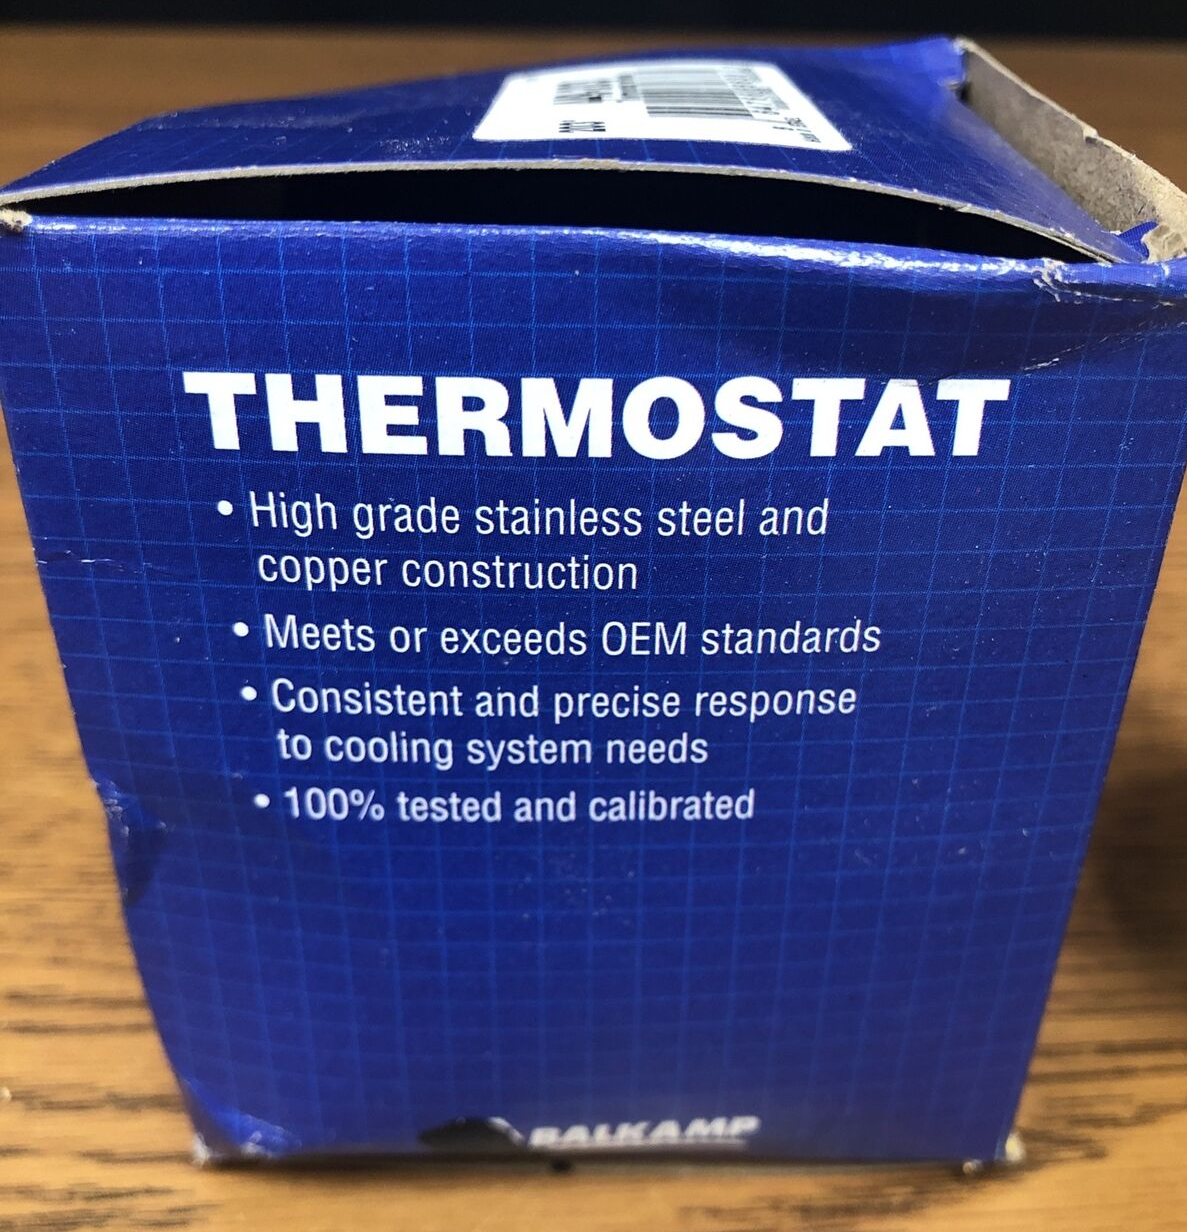 THERMOSTAT
• High grade stainless steel and
copper construction
• Meets or exceeds OEM standards
• Consistent and precise response
to cooling system needs
• 100% tested and calibrated
BALKAMP